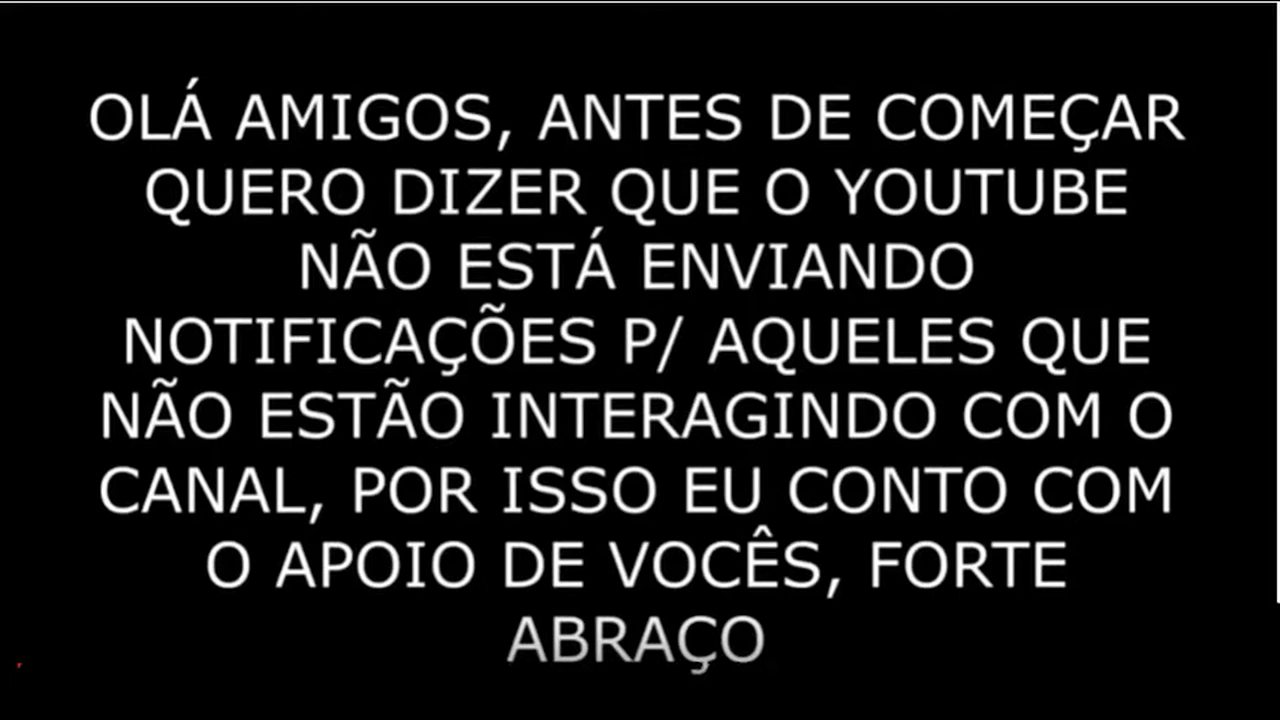 OLÁ AMIGOS, ANTES DE COMEÇAR
QUERO DIZER QUE O YOUTUBE
NÃO ESTÁ ENVIANDO
NOTIFICAÇÕES P/ AQUELES QUE
NÃO ESTÃO INTERAGINDO COM O
CANAL, POR ISSO EU CONTO COM
O APOIO DE VOCÊS, FORTE
ABRAÇO